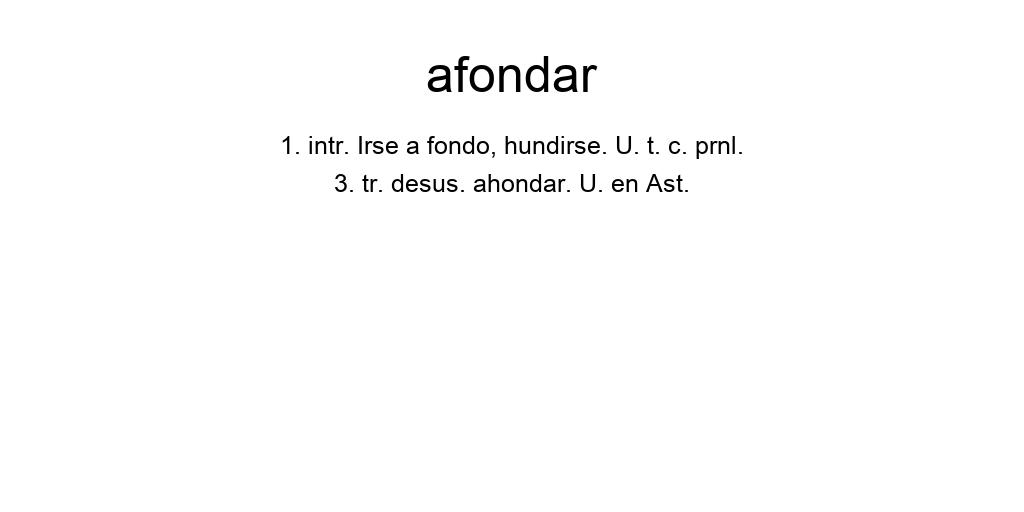 afondar
1. intr. Irse a fondo, hundirse. U. t. c. prnl.
3. tr. desus. ahondar. U. en Ast.